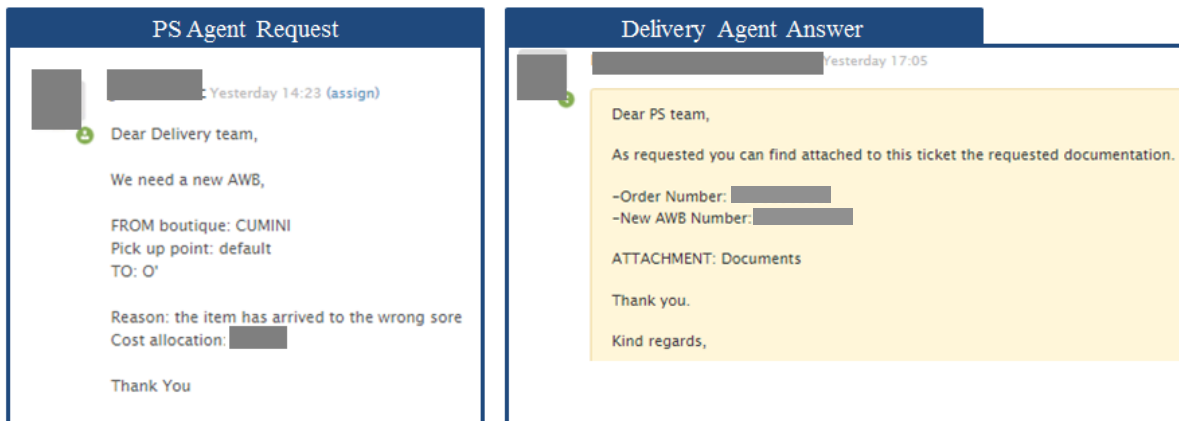 PS Agent Request
Yesterday 14:23 (assign)
Dear Delivery team,
We need a new AWB,
FROM boutique: CUMINI
Pick up point: default
TO: O'
Reason: the item has arrived to the wrong sore
Cost allocation:
Thank You
Delivery Agent Answer
Yesterday 17:05
Dear PS team,
As requested you can find attached to this ticket the requested documentation.
-Order Number:
-New AWB Number:
ATTACHMENT: Documents
Thank you.
Kind regards,